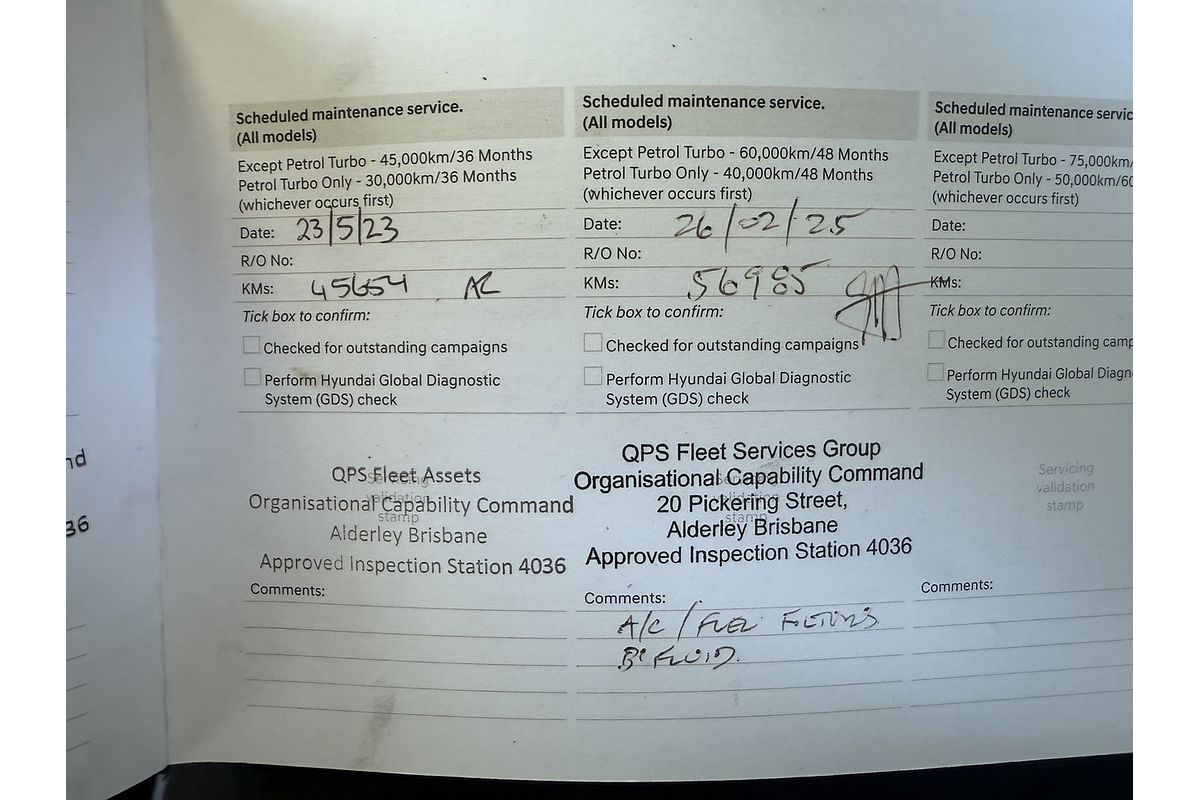 nd
36
Scheduled maintenance service.
(All models)
Except Petrol Turbo - 45,000km/36 Months
Petrol Turbo Only - 30,000km/36 Months
(whichever occurs first)
Date: 23/5/23
R/O No:
KMs: 45654 AL
Tick box to confirm:
Checked for outstanding campaigns
Perform Hyundai Global Diagnostic
System (GDS) check
Servicing
validation
stamp
QPS Fleet Assets
Organisational Capability Command
Alderley Brisbane
Approved Inspection Station 4036
Comments:
Scheduled maintenance service.
(All models)
Except Petrol Turbo - 60,000km/48 Months
Petrol Turbo Only - 40,000km/48 Months
(whichever occurs first)
Date: 26/02/25
R/O No:
KMs: 56985
Tick box to confirm:
Checked for outstanding campaigns
Perform Hyundai Global Diagnostic
System (GDS) check
Servicing
validation
stamp
QPS Fleet Services Group
Organisational Capability Command
20 Pickering Street,
Alderley Brisbane
Approved Inspection Station 4036
Comments:
A/C / FUEL FILTERS
FLUID.
Scheduled maintenance servic
(All models)
Except Petrol Turbo - 75,000km/
Petrol Turbo Only - 50,000km/60
(whichever occurs first)
Date:
R/O No:
KMs:
Tick box to confirm:
Checked for outstanding camp
Perform Hyundai Global Diagn
System (GDS) check
Servicing
validation
stamp
Comments: